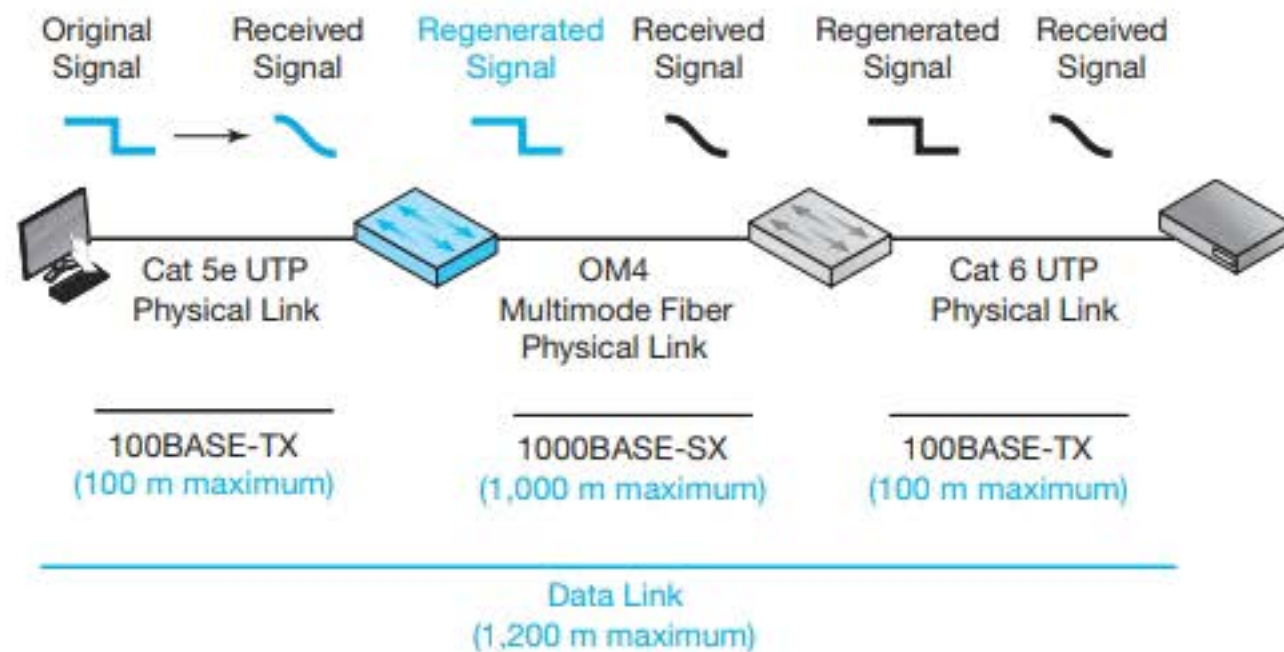 Original
Signal
Received
Signal
Regenerated
Signal
Received
Signal
Regenerated
Signal
Received
Signal
Cat 5e UTP
Physical Link
OM4
Multimode Fiber
Physical Link
Cat 6 UTP
Physical Link
100BASE-TX
(100 m maximum)
1000BASE-SX
(1,000 m maximum)
100BASE-TX
(100 m maximum)
Data Link
(1,200 m maximum)